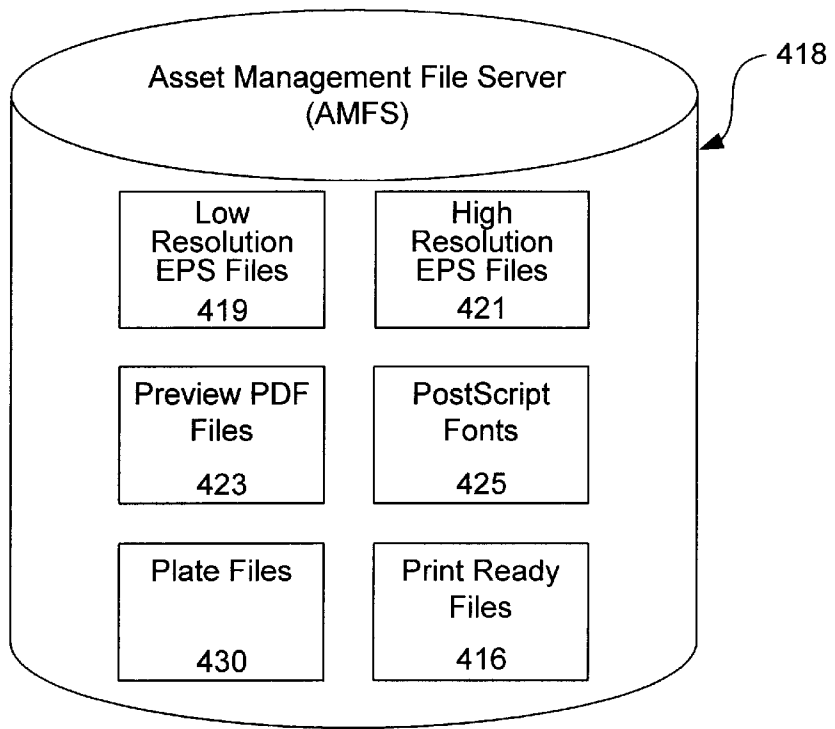 Asset Management File Server
(AMFS)
418
Low
Resolution
EPS Files
419
High
Resolution
EPS Files
421
Preview PDF
Files
423
PostScript
Fonts
425
Plate Files
430
Print Ready
Files
416